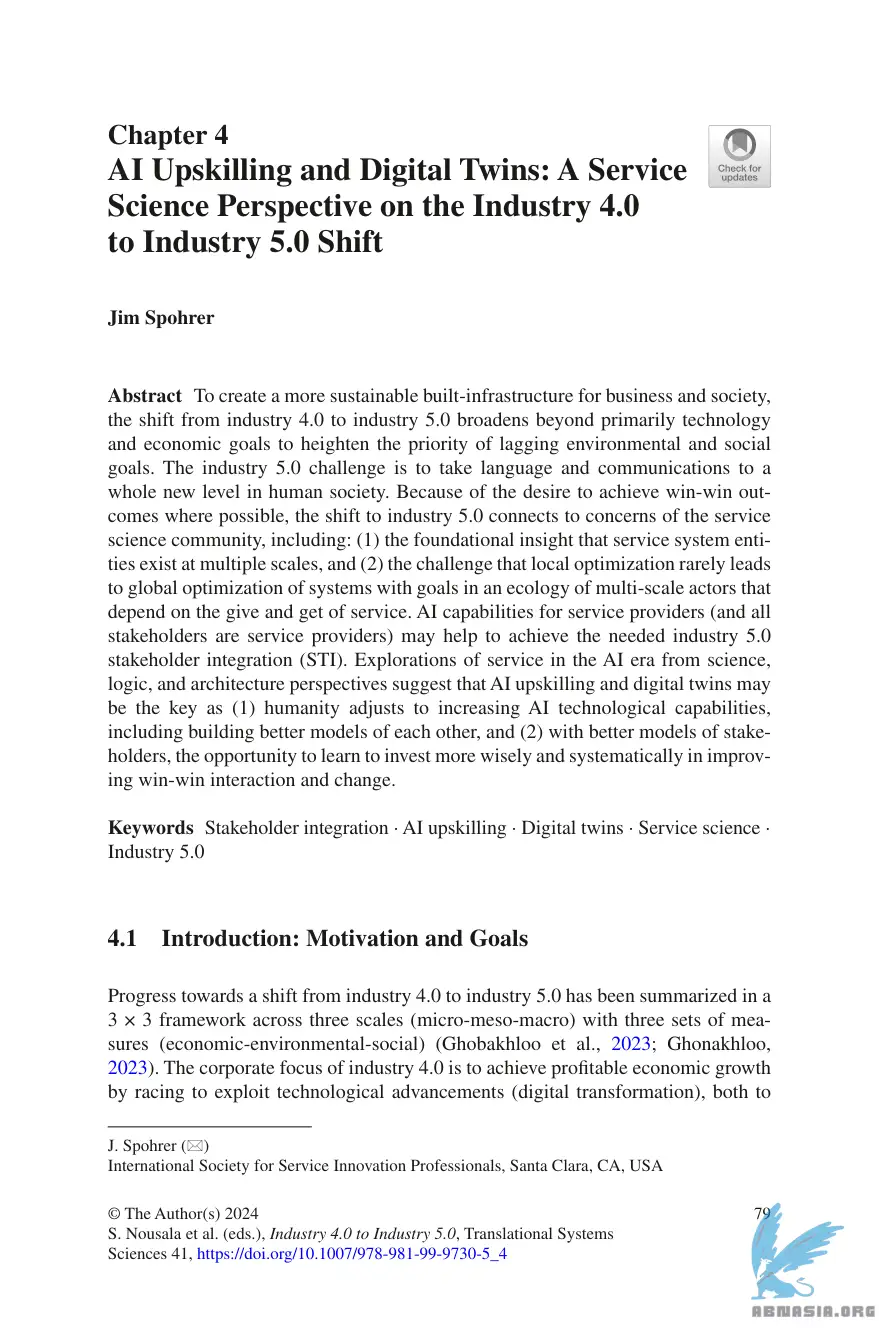 Chapter 4
AI Upskilling and Digital Twins: A Service
Science Perspective on the Industry 4.0
to Industry 5.0 Shift
Check for
updates
Jim Spohrer
Abstract To create a more sustainable built-infrastructure for business and society,
the shift from industry 4.0 to industry 5.0 broadens beyond primarily technology
and economic goals to heighten the priority of lagging environmental and social
goals. The industry 5.0 challenge is to take language and communications to a
whole new level in human society. Because of the desire to achieve win-win out-
comes where possible, the shift to industry 5.0 connects to concerns of the service
science community, including: (1) the foundational insight that service system enti-
ties exist at multiple scales, and (2) the challenge that local optimization rarely leads
to global optimization of systems with goals in an ecology of multi-scale actors that
depend on the give and get of service. AI capabilities for service providers (and all
stakeholders are service providers) may help to achieve the needed industry 5.0
stakeholder integration (STI). Explorations of service in the AI era from science,
logic, and architecture perspectives suggest that AI upskilling and digital twins may
be the key as (1) humanity adjusts to increasing AI technological capabilities,
including building better models of each other, and (2) with better models of stake-
holders, the opportunity to learn to invest more wisely and systematically in improv-
ing win-win interaction and change.
Keywords Stakeholder integration · AI upskilling · Digital twins · Service science ·
Industry 5.0
4.1 Introduction: Motivation and Goals
Progress towards a shift from industry 4.0 to industry 5.0 has been summarized in a
3 × 3 framework across three scales (micro-meso-macro) with three sets of mea-
sures (economic-environmental-social) (Ghobakhloo et al., 2023; Ghonakhloo,
2023). The corporate focus of industry 4.0 is to achieve profitable economic growth
by racing to exploit technological advancements (digital transformation), both to
J. Spohrer (✉)
International Society for Service Innovation Professionals, Santa Clara, CA, USA
© The Author(s) 2024
79
S. Nousala et al. (eds.), Industry 4.0 to Industry 5.0, Translational Systems
Sciences 41, https://doi.org/10.1007/978-981-99-9730-5_4
ABNASIA.ORG